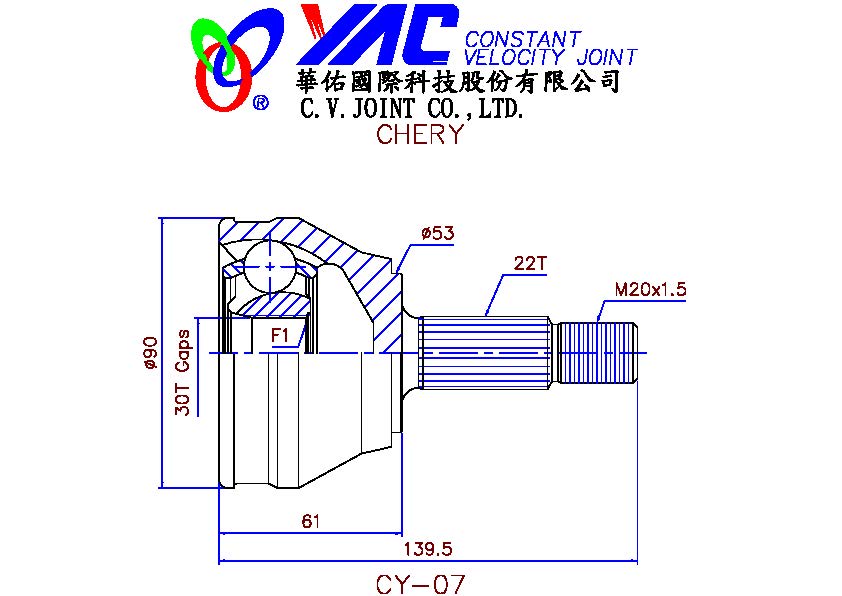 YAC CONSTANT
VELOCITY JOINT
華佑國際科技股份有限公司
®
C.V.JOINT CO.,LTD.
CHERY
ø53
22T
M20x1.5
F1
ø90
30T Gaps
61
139.5
CY-07